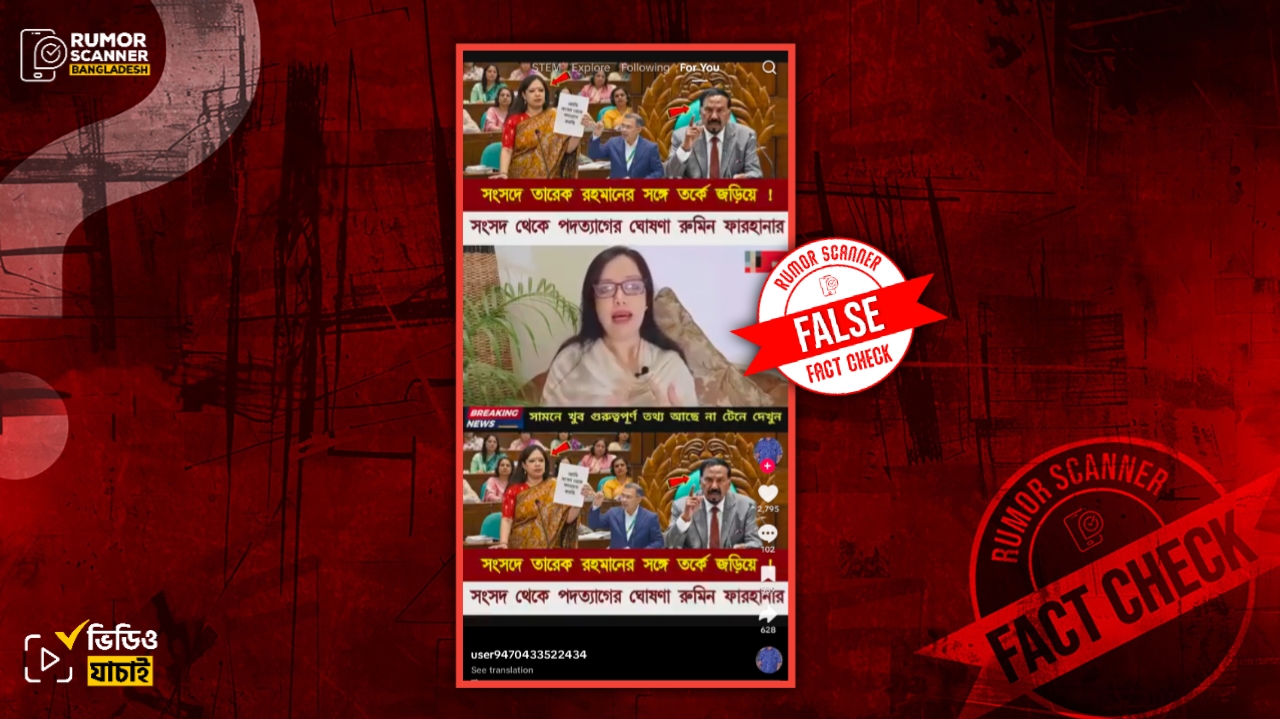 RUMOR
SCANNER
BANGLADESH
STEM Explore Following For You
সংসদে তারেক রহমানের সঙ্গে তর্কে জড়িয়ে !
সংসদ থেকে পদত্যাগের ঘোষণা রুমিন ফারহানার
RUMOR SCANNER
FALSE
FACT CHECK
BREAKING
NEWS
সামনে খুব গুরুত্বপূর্ণ তথ্য আছে না টেনে দেখুন
2,795
102
সংসদে তারেক রহমানের সঙ্গে তর্কে জড়িয়ে !
সংসদ থেকে পদত্যাগের ঘোষণা রুমিন ফারহানার
628
user9470433522434
See translation
RUMOR SCANNER
FACT CHECK
ভিডিও
যাচাই